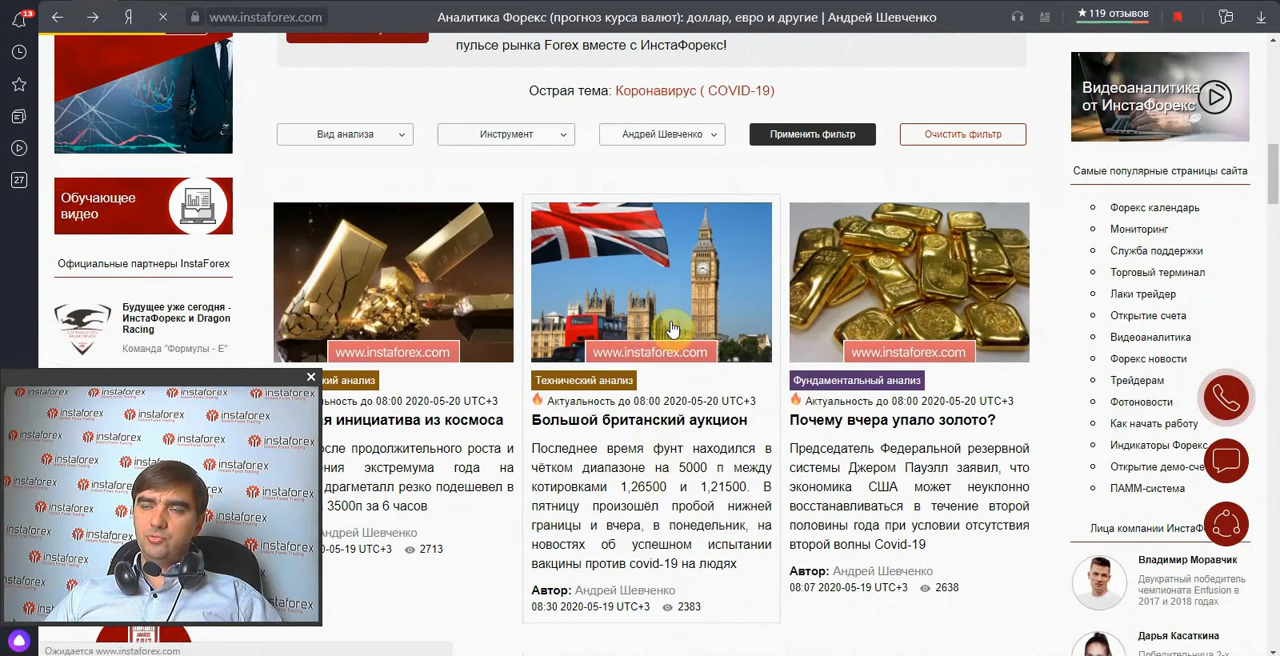 13
www.instaforex.com
Аналитика Форекс (прогноз курса валют): доллар, евро и другие | Андрей Шевченко
★119 отзывов
27
пульсе рынка Forex вместе с ИнстаФорекс!
Острая тема: Коронавирус ( COVID-19)
Вид анализа
Инструмент
Андрей Шевченко
Применить фильтр
Очистить фильтр
Обучающее
видео
Официальные партнеры InstaForex
Будущее уже сегодня -
ИнстаФорекс и Dragon
Racing
Команда "Формулы - Е"
www.instaforex.com
кий анализ
льность до 08:00 2020-05-20 UTC+3
я инициатива из космоса
осле продолжительного роста и
ния экстремума года на
драгметалл резко подешевел в
3500п за 6 часов
Андрей Шевченко
2020-05-19 UTC+3 2713
www.instaforex.com
Технический анализ
Актуальность до 08:00 2020-05-20 UTC+3
Большой британский аукцион
Последнее время фунт находился в
чётком диапазоне на 5000 п между
котировками 1,26500 и 1,21500. В
пятницу произошёл пробой нижней
границы и вчера, в понедельник, на
новостях об успешном испытании
вакцины против covid-19 на людях
Автор: Андрей Шевченко
08:30 2020-05-19 UTC+3 2383
www.instaforex.com
Фундаментальный анализ
Актуальность до 08:00 2020-05-20 UTC+3
Почему вчера упало золото?
Председатель Федеральной резервной
системы Джером Пауэлл заявил, что
экономика США может неуклонно
восстанавливаться в течение второй
половины года при условии отсутствия
второй волны Covid-19
Автор: Андрей Шевченко
08:07 2020-05-19 UTC+3 2638
Видеоаналитика
от ИнстаФорекс
Самые популярные страницы сайта
Форекс календарь
Мониторинг
Служба поддержки
Торговый терминал
Лаки трейдер
Открытие счета
Видеоаналитика
Форекс новости
Трейдерам
Фотоновости
Как начать работу
Индикаторы Форекс
Открытие демо-сче
ПАММ-система
Лица компании ИнстаФ
Владимир Моравчик
Двукратный победитель
чемпионата Enfusion в
2017 и 2018 годах
Дарья Касаткина
Победительница 2-х
instaforex
Ожидается www.instaforex.com